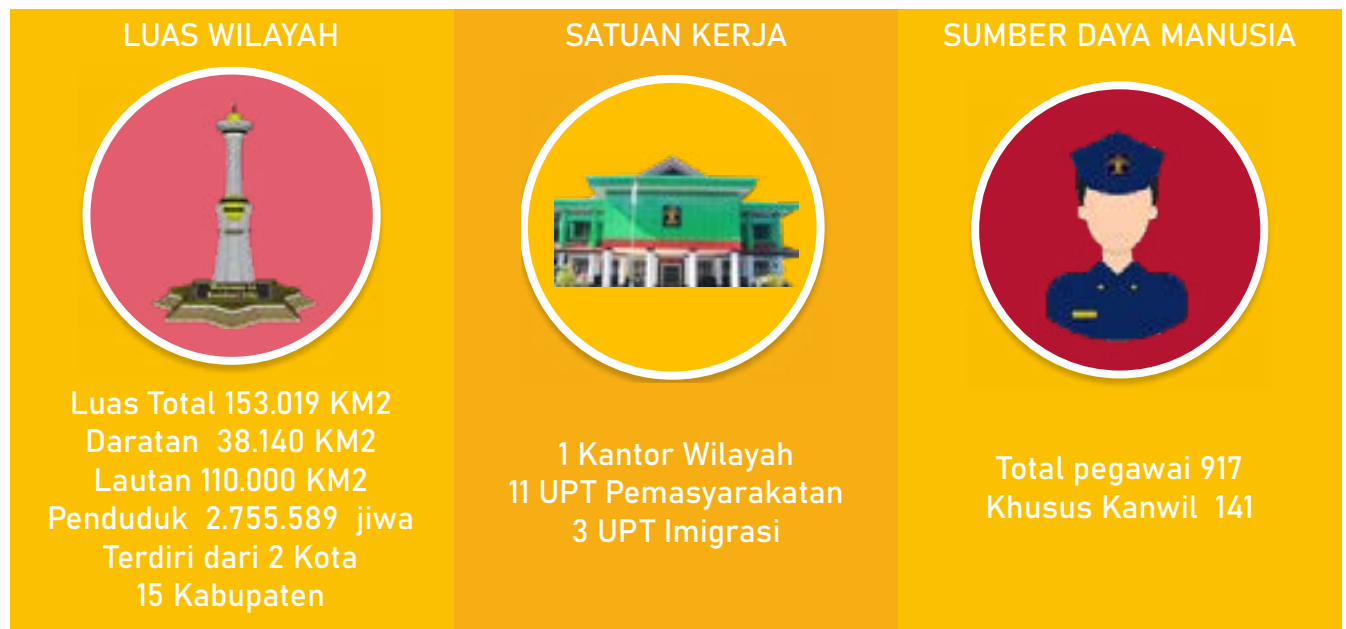 LUAS WILAYAH
Luas Total 153.019 KM2
Daratan 38.140 KM2
Lautan 110.000 KM2
Penduduk 2.755.589 jiwa
Terdiri dari 2 Kota
15 Kabupaten
SATUAN KERJA
1 Kantor Wilayah
11 UPT Pemasyarakatan
3 UPT Imigrasi
SUMBER DAYA MANUSIA
Total pegawai 917
Khusus Kanwil 141